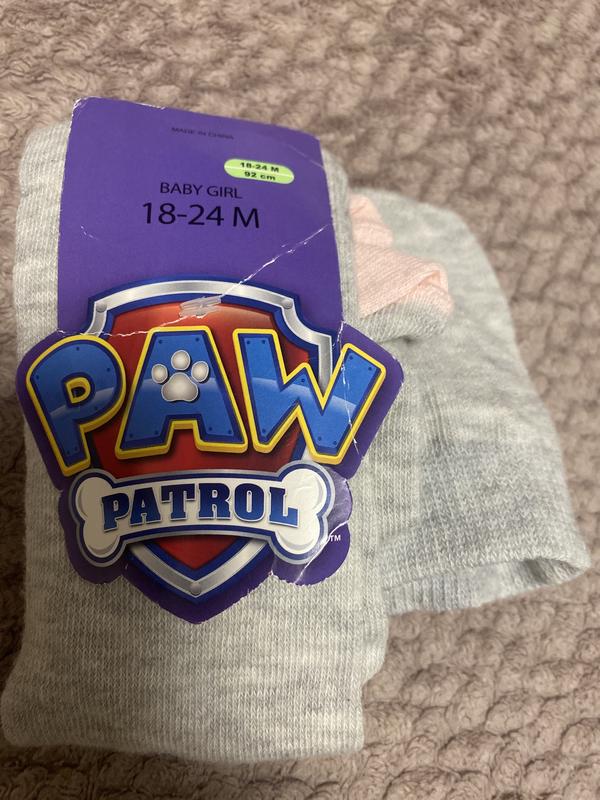 MADE IN CHINA
18-24 M
92 cm
BABY GIRL
18-24 M
PAW
PATROL
TM